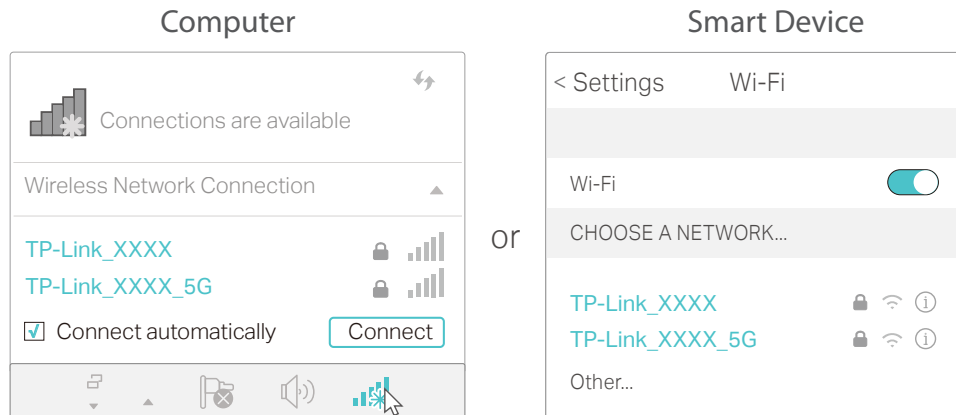 Computer
Connections are available
Wireless Network Connection
TP-Link_XXXX
TP-Link_XXXX_5G
Connect automatically
Connect
or
Smart Device
< Settings
Wi-Fi
Wi-Fi
CHOOSE A NETWORK...
TP-Link_XXXX
TP-Link_XXXX_5G
Other...